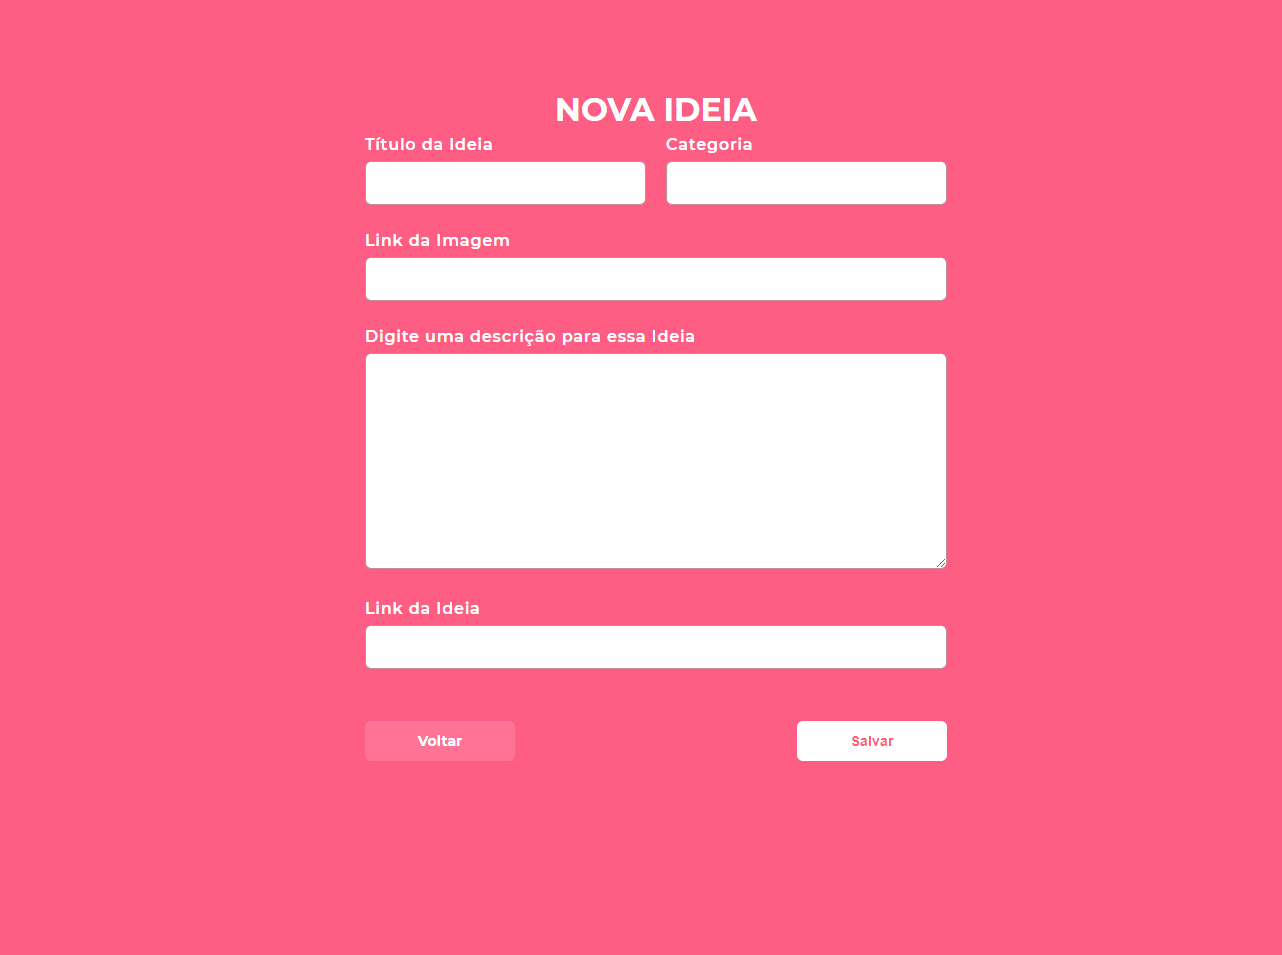 NOVA IDEIA
Título da Ideia
Categoria
Link da Imagem
Digite uma descrição para essa Ideia
Link da Ideia
Voltar
Salvar